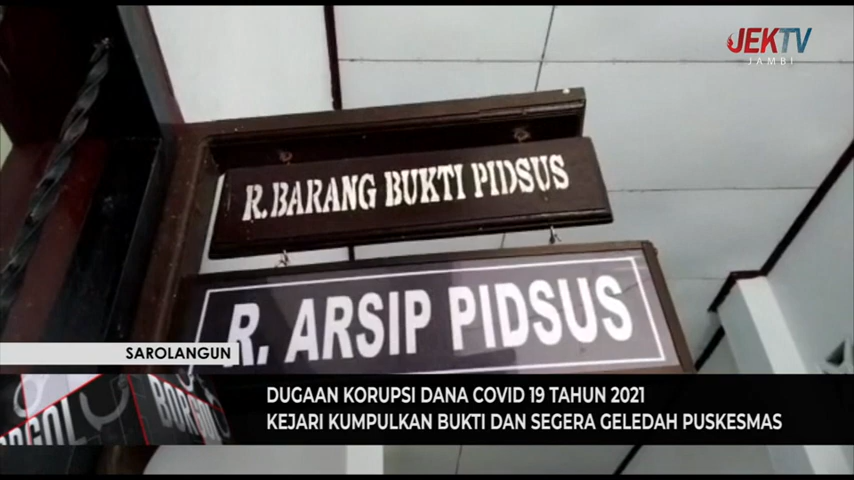 JEKTV
JAMBI
R.BARANG BUKTI PIDSUS
R. ARSIP PIDSUS
SAROLANGUN
BORGOL
DUGAAN KORUPSI DANA COVID 19 TAHUN 2021
KEJARI KUMPULKAN BUKTI DAN SEGERA GELEDAH PUSKESMAS